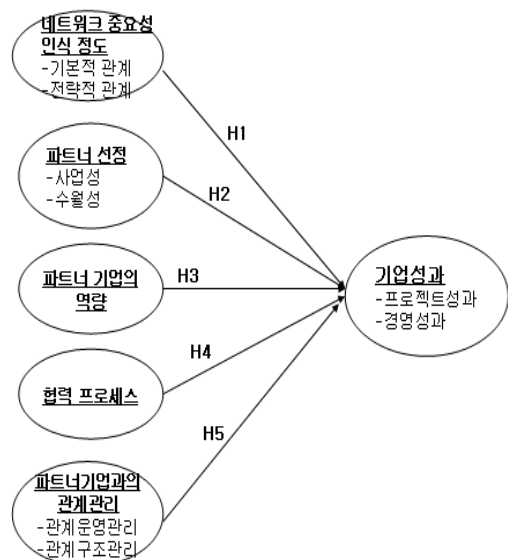 네트워크 중요성
인식 정도
-기본적 관계
-전략적 관계
H1
파트너 선정
-사업성
-수월성
H2
파트너 기업의
역량
H3
기업성과
-프로젝트성과
-경영성과
협력 프로세스
H4
파트너기업과의
관계관리
-관계운영관리
-관계구조관리
H5